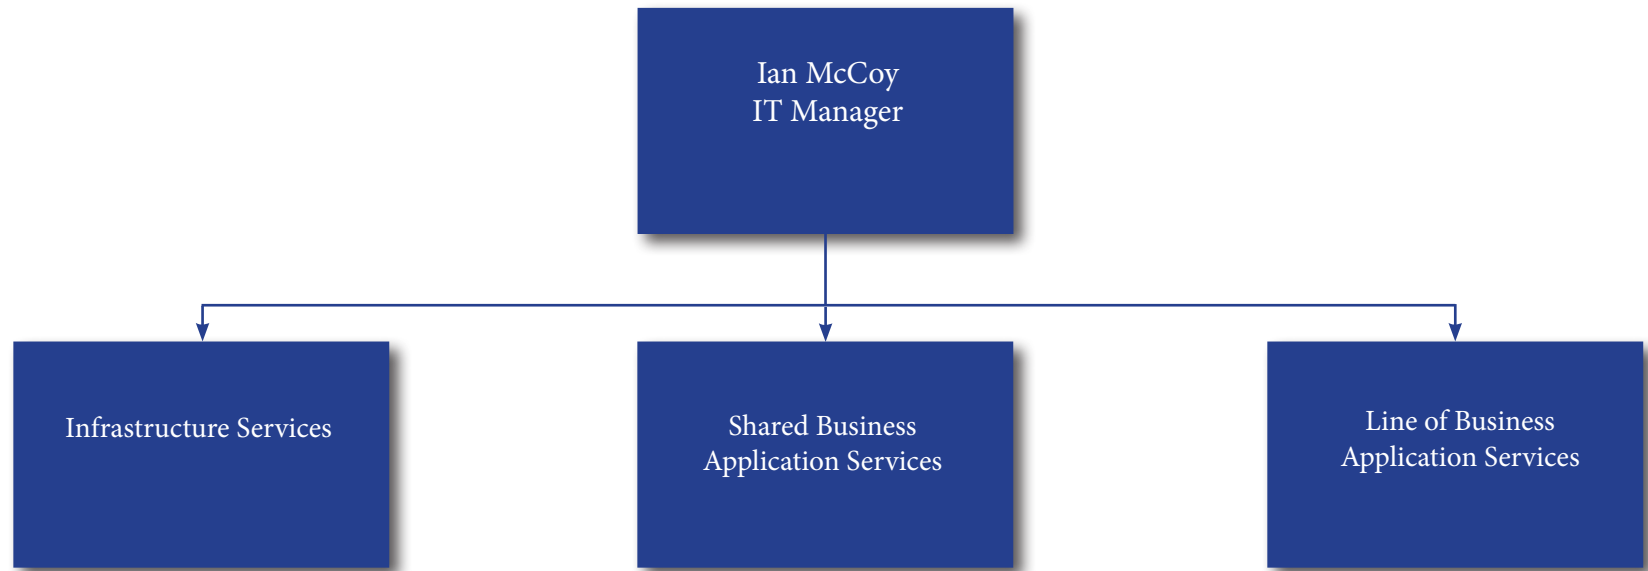 Ian McCoy
IT Manager
Infrastructure Services
Shared Business
Application Services
Line of Business
Application Services